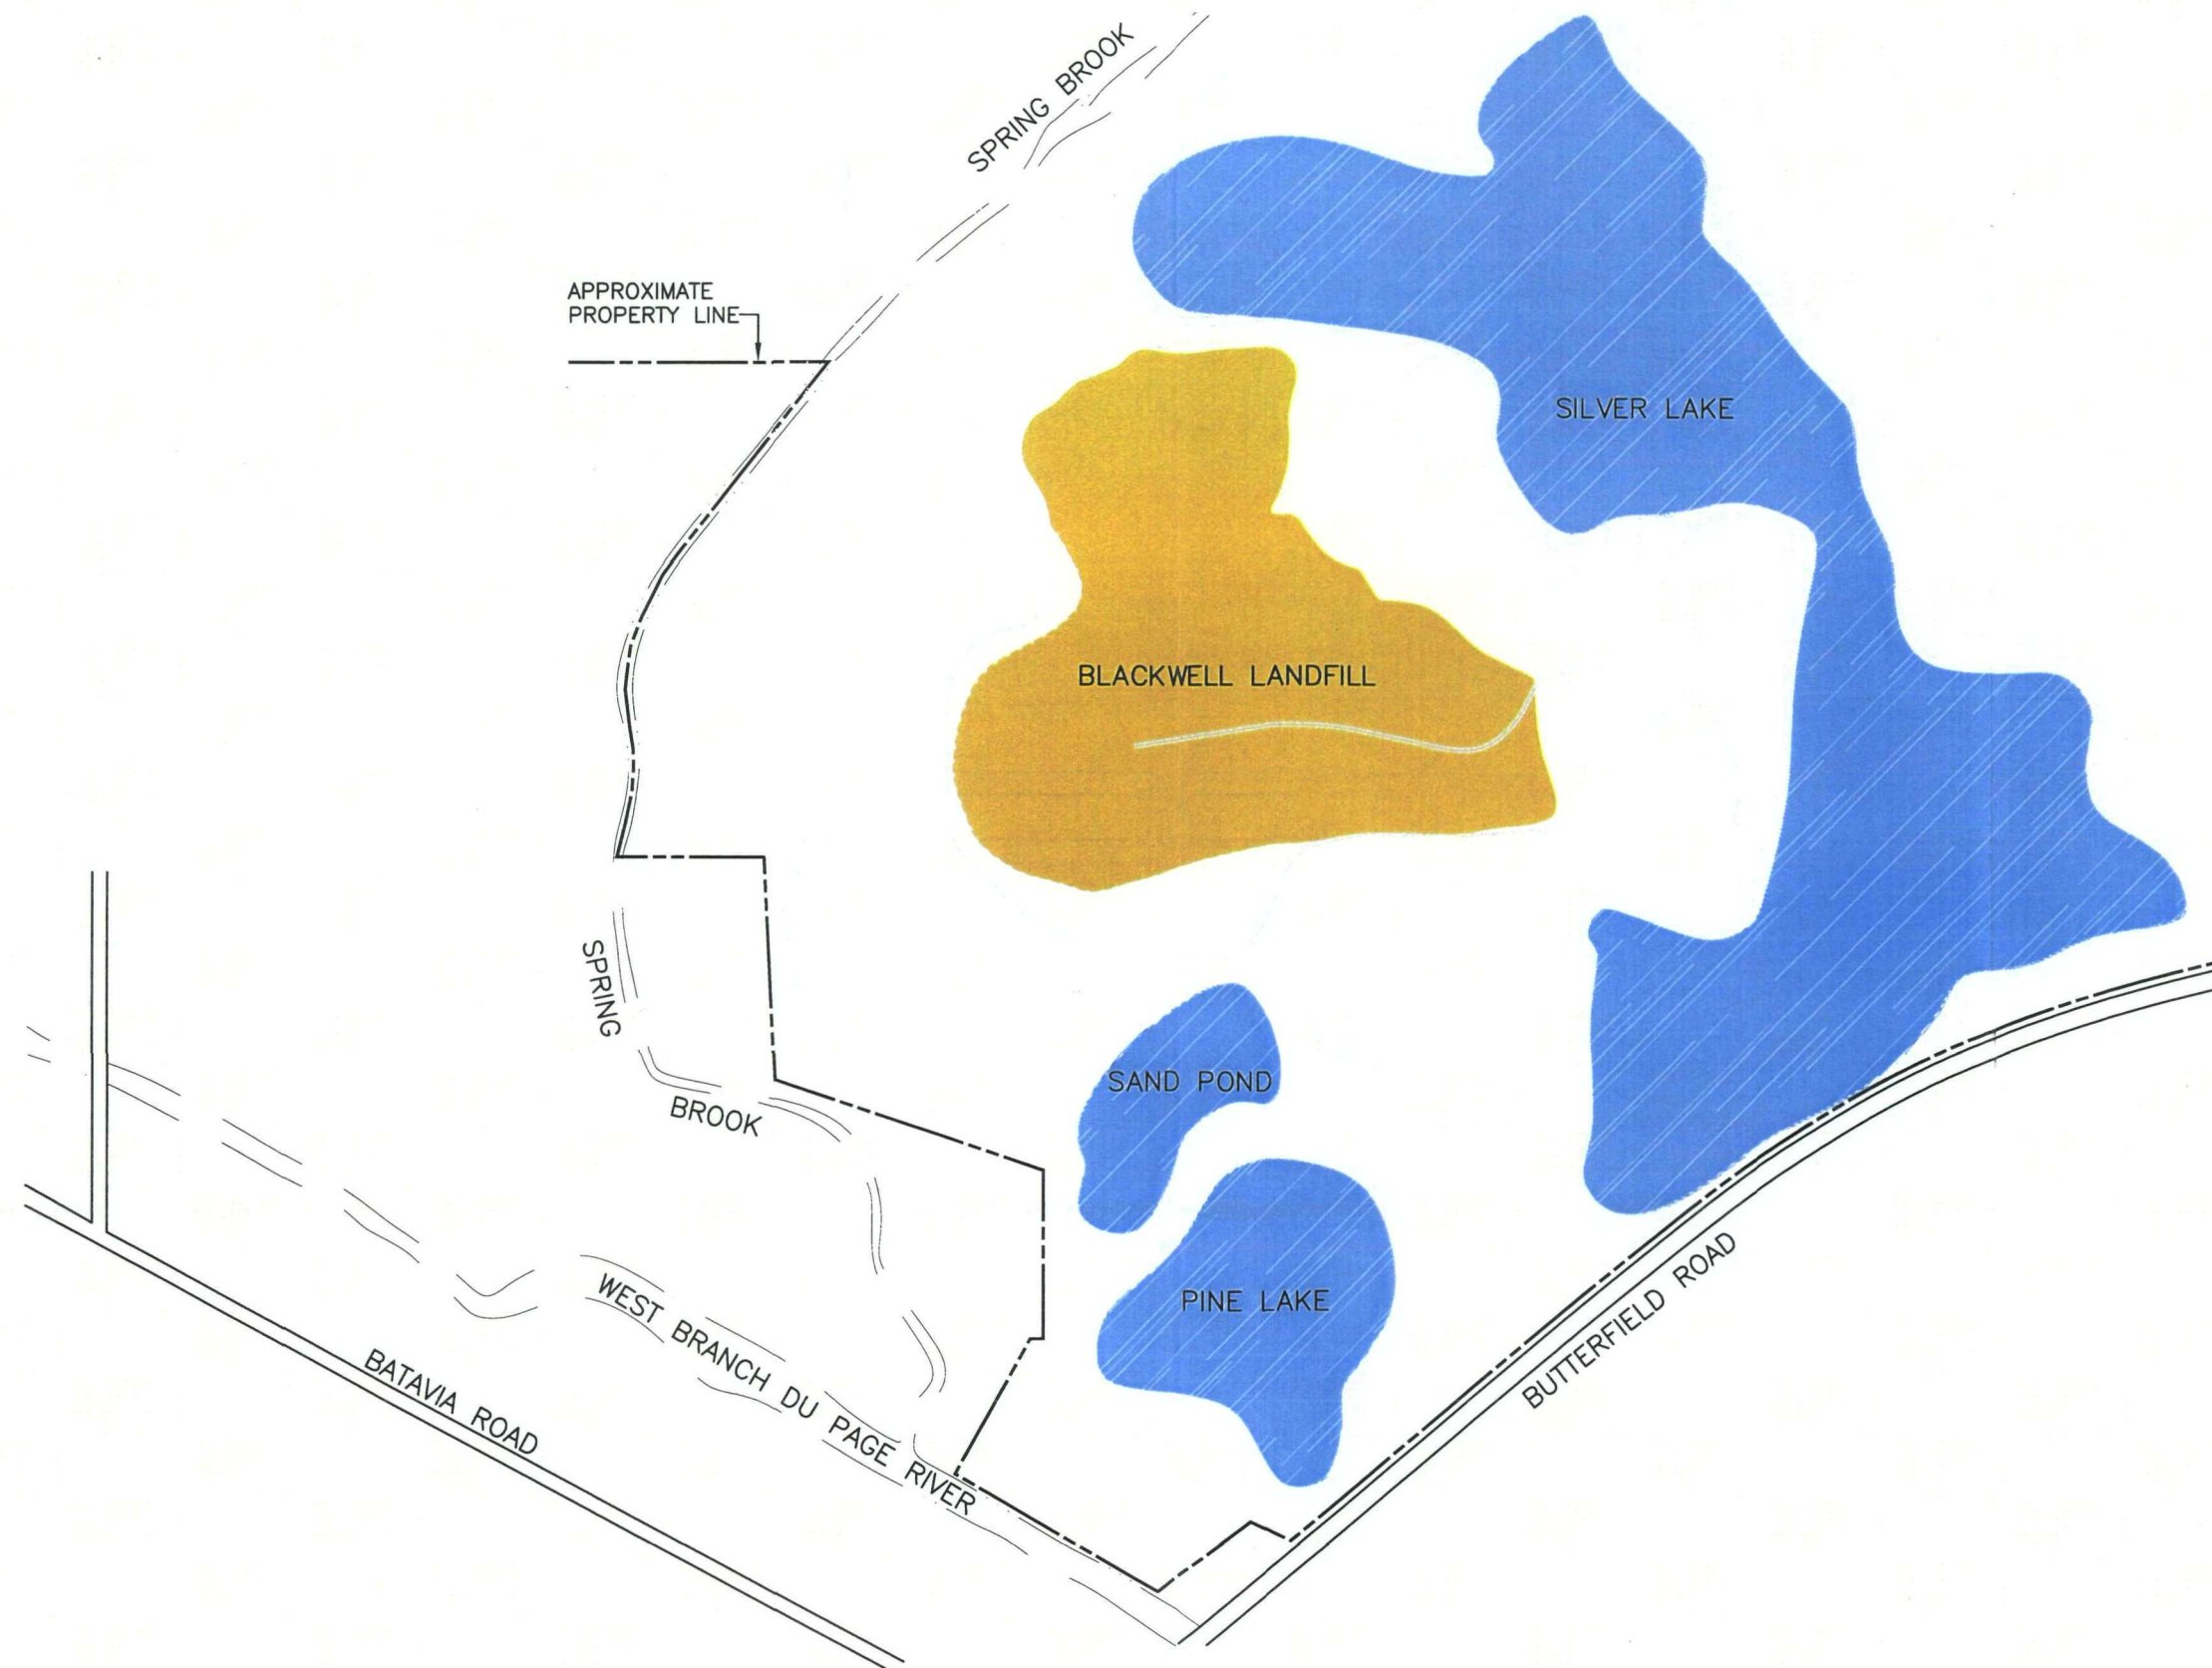 SPRING BROOK
APPROXIMATE
PROPERTY LINE
SILVER LAKE
BLACKWELL LANDFILL
SPRING
BROOK
SAND POND
PINE LAKE
WEST BRANCH DU PAGE RIVER
BATAVIA ROAD
BUTTERFIELD ROAD